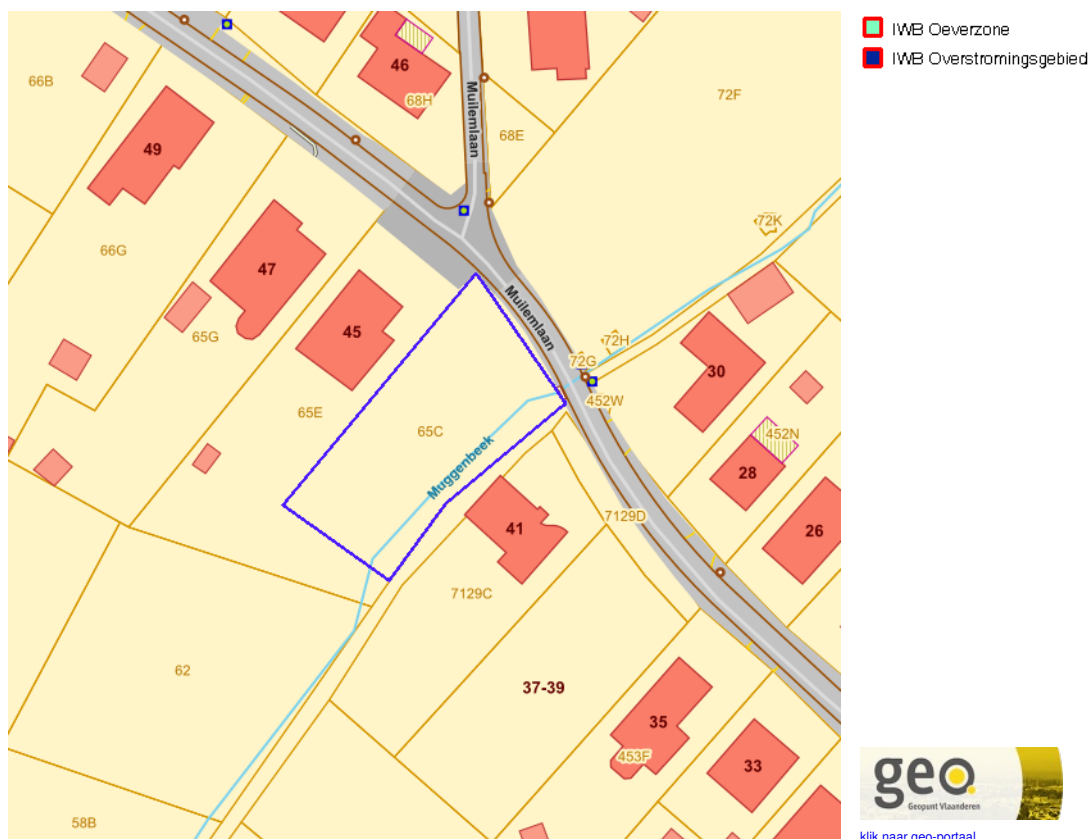 IWB Oeverzone
IWB Overstromingsgebied
66B
46
68H
Muilemlaan
68E
72F
49
72K
66G
47
65G
45
Muilemlaan
72H
72G
30
452W
65E
65C
452N
Muggenbeek
28
41
7129D
26
7129C
62
37-39
35
453F
33
58B
geo.
Geopunt Vlaanderen
klik naar geo-portaal